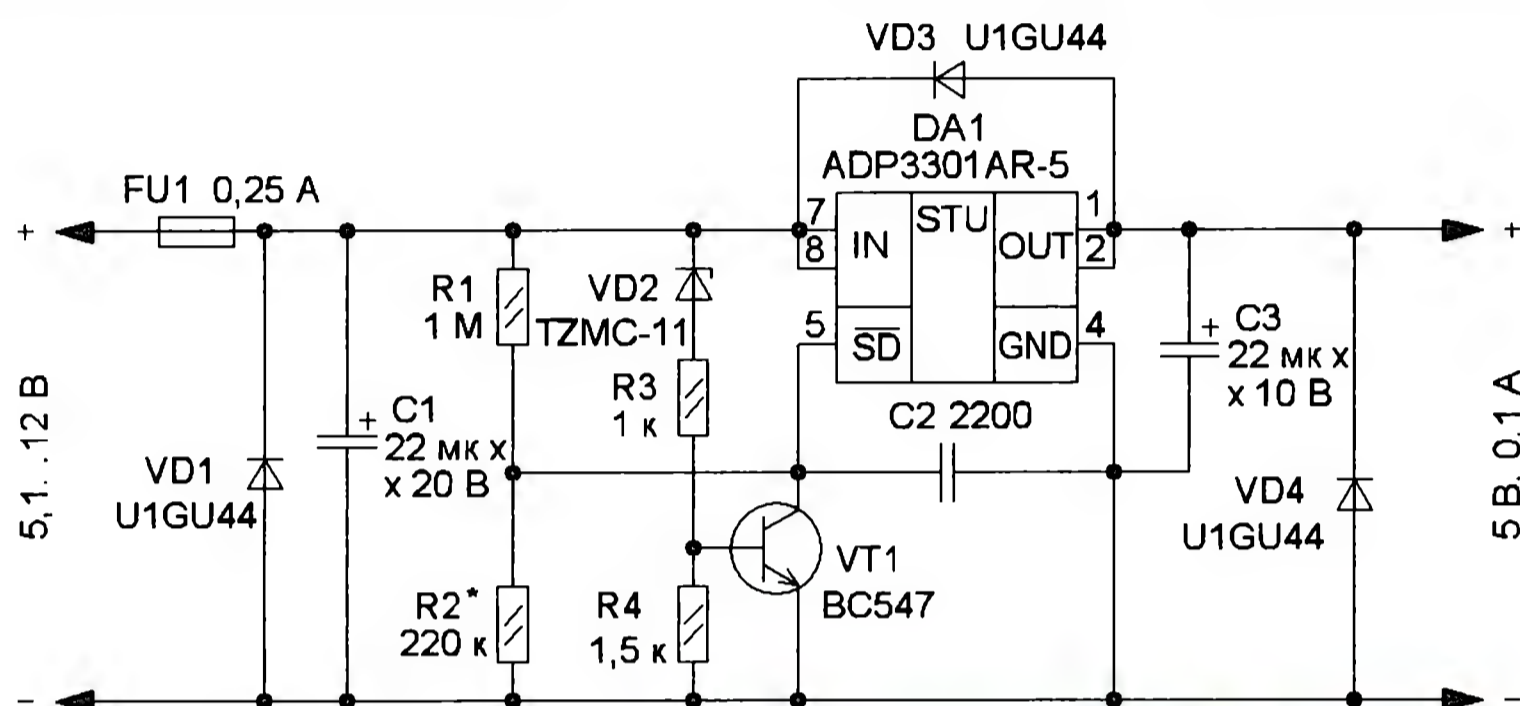 VD3 U1GU44
DA1
ADP3301AR-5
FU1 0,25 А
+
7
8
IN
STU
OUT
1
2
+
R1
1 М
VD2
TZMC-11
5
SD
GND
4
+ C3
22 мк х
х 10 В
R3
1 к
C2 2200
5,1...12 В
+ C1
22 мк х
х 20 В
VD1
U1GU44
VD4
U1GU44
5 В, 0,1 А
VT1
BC547
R2*
220 к
R4
1,5 к
−
−